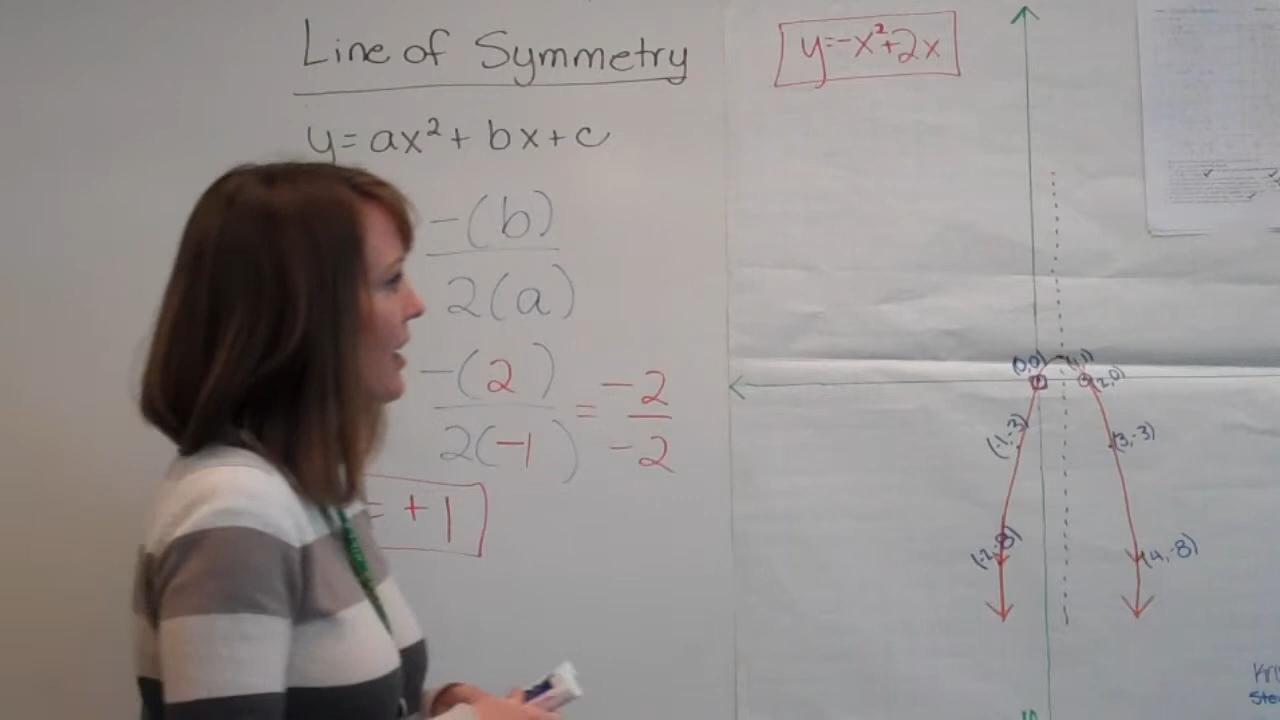 Line of Symmetry
y=ax²+bx+c
-(b)
2(a)
-(2) = -2
2(-1) -2
= +1
y=-x²+2x
(0,0)
(1,1)
(2,0)
(-1,-3)
(3,-3)
(-2,-8)
(4,-8)